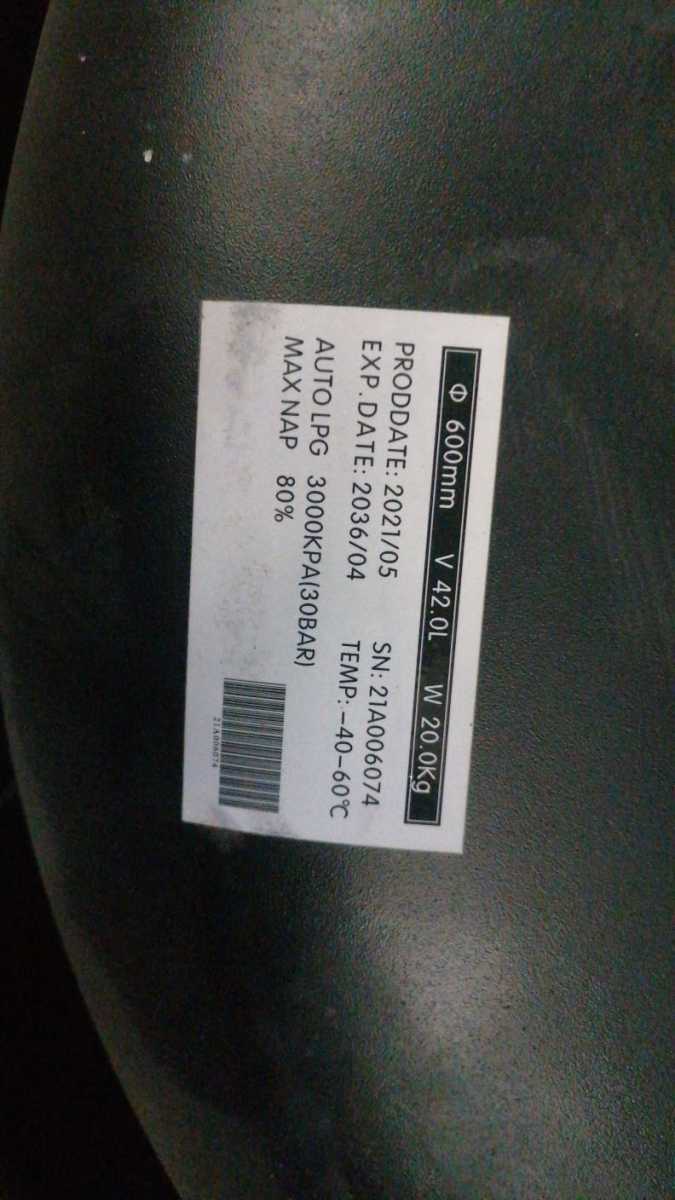 Φ 600mm V 42.0L W 20.0Kg
PRODDATE: 2021/05 SN: 21A006074
EXP.DATE: 2036/04 TEMP:-40-60℃
AUTO LPG 3000KPA(30BAR)
MAX NAP 80%
21A006074